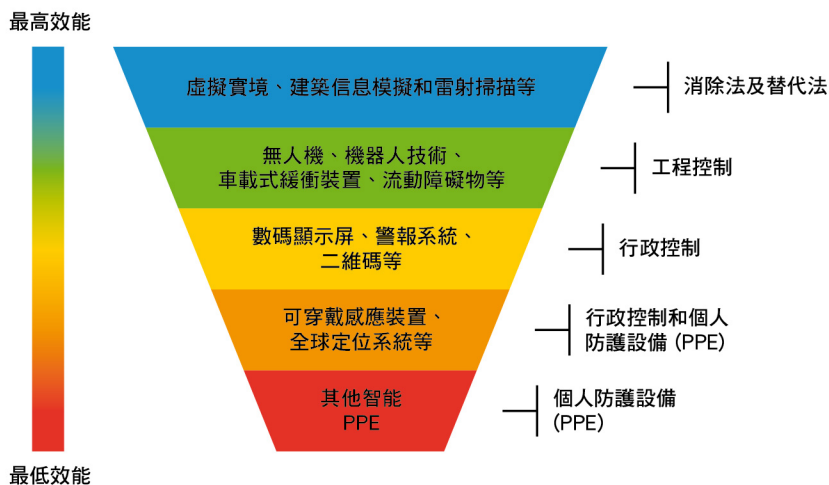 最高效能
虛擬實境、建築信息模擬和雷射掃描等
消除法及替代法
無人機、機器人技術、
車載式緩衝裝置、流動障礙物等
工程控制
數碼顯示屏、警報系統、
二維碼等
行政控制
可穿戴感應裝置、
全球定位系統等
行政控制和個人
防護設備 (PPE)
其他智能
PPE
個人防護設備
(PPE)
最低效能